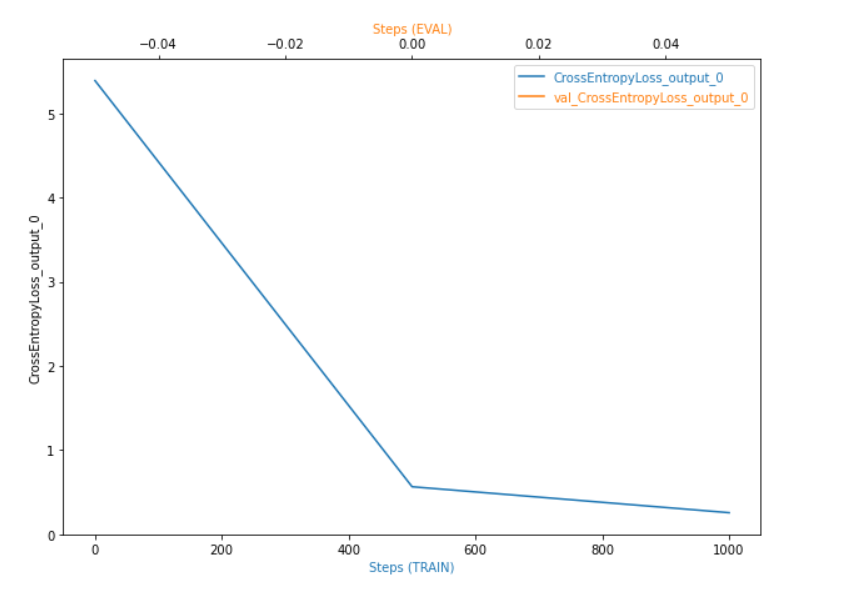 Steps (EVAL)
−0.04 −0.02 0.00 0.02 0.04
CrossEntropyLoss_output_0
val_CrossEntropyLoss_output_0
CrossEntropyLoss_output_0
5
4
3
2
1
0
0 200 400 600 800 1000
Steps (TRAIN)